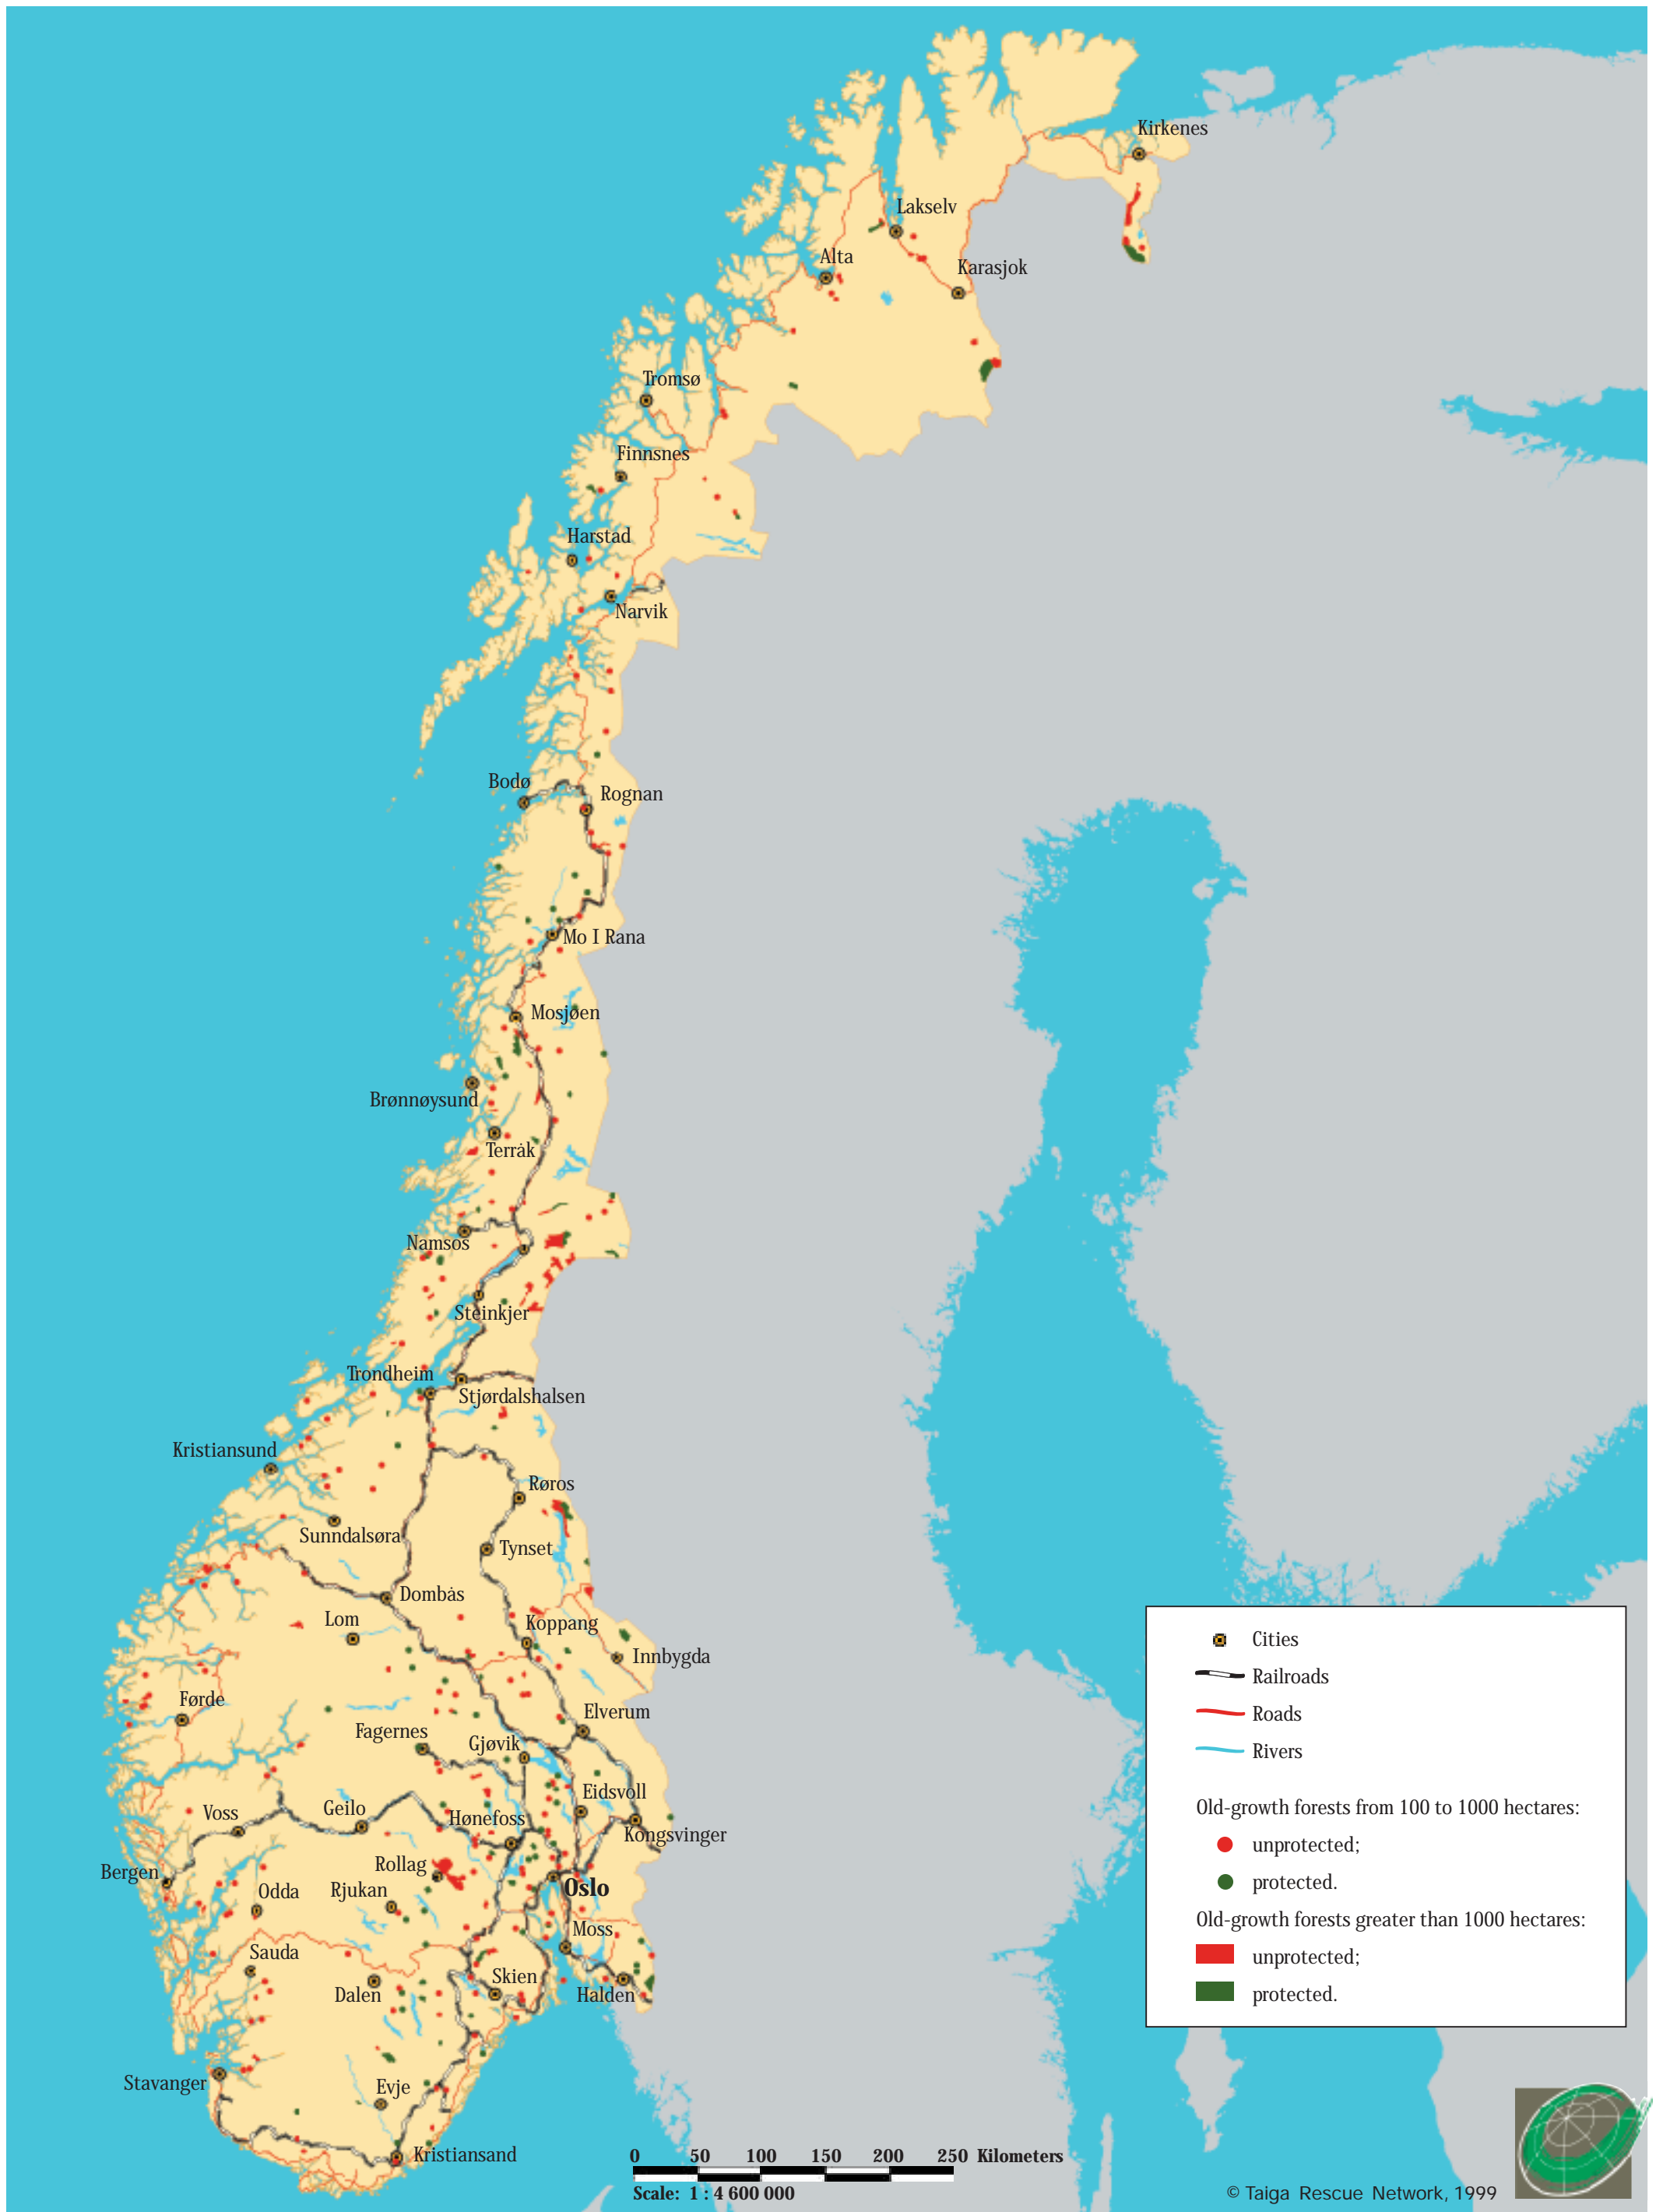 Kirkenes
Lakselv
Alta
Karasjok
Tromsø
Finnsnes
Harstad
Narvik
Bodø
Rognan
Mo I Rana
Mosjøen
Brønnøysund
Terråk
Namsos
Steinkjer
Trondheim
Stjørdalshalsen
Kristiansund
Røros
Sunndalsøra
Tynset
Dombås
Lom
Koppang
Innbygda
Førde
Elverum
Fagernes
Gjøvik
Eidsvoll
Voss
Geilo
Hønefoss
Kongsvinger
Bergen
Rollag
Odda
Rjukan
Oslo
Moss
Sauda
Skien
Dalen
Halden
Stavanger
Evje
Kristiansand
Cities
Railroads
Roads
Rivers
Old-growth forests from 100 to 1000 hectares:
unprotected;
protected.
Old-growth forests greater than 1000 hectares:
unprotected;
protected.
0 50 100 150 200 250 Kilometers
Scale: 1 : 4 600 000
© Taiga Rescue Network, 1999